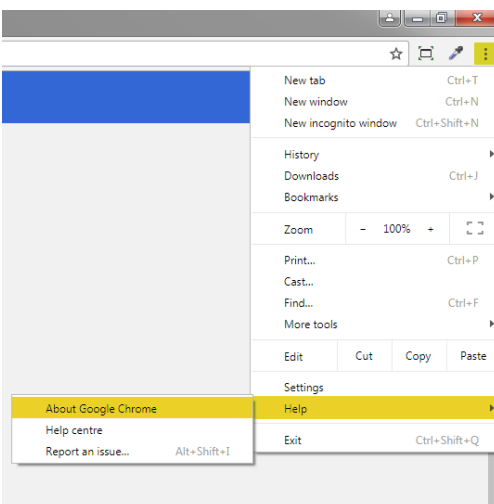 New tab Ctrl+T
New window Ctrl+N
New incognito window Ctrl+Shift+N
History
Downloads Ctrl+J
Bookmarks
Zoom - 100% +
Print... Ctrl+P
Cast...
Find... Ctrl+F
More tools
Edit Cut Copy Paste
Settings
About Google Chrome Help
Help centre
Report an issue... Alt+Shift+I
Exit Ctrl+Shift+Q